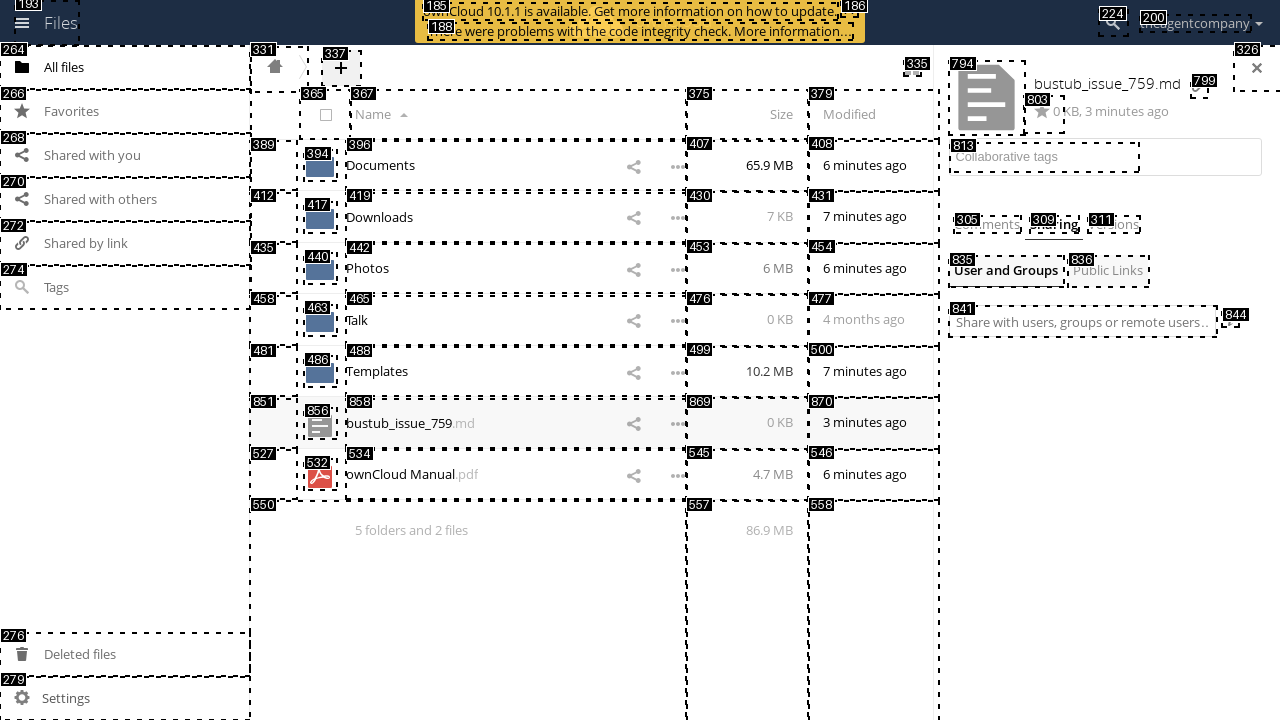 193
Files
185
ownCloud 10.1.1 is available. Get more information on how to update.
186
188
There were problems with the code integrity check. More information…
224
200
theagentcompany
264
All files
266
Favorites
268
Shared with you
270
Shared with others
272
Shared by link
274
Tags
276
Deleted files
279
Settings
331
337
+
335
326
365
367
Name
375
Size
379
Modified
389
394
396
Documents
407
65.9 MB
408
6 minutes ago
412
417
419
Downloads
430
7 KB
431
7 minutes ago
435
440
442
Photos
453
6 MB
454
6 minutes ago
458
463
465
Talk
476
0 KB
477
4 months ago
481
486
488
Templates
499
10.2 MB
500
7 minutes ago
851
856
858
bustub_issue_759.md
869
0 KB
870
3 minutes ago
527
532
534
ownCloud Manual.pdf
545
4.7 MB
546
6 minutes ago
550
5 folders and 2 files
557
86.9 MB
558
794
bustub_issue_759.md
799
803
0 KB, 3 minutes ago
813
Collaborative tags
305
Comments
309
Sharing
311
Versions
835
User and Groups
836
Public Links
841
Share with users, groups or remote users…
844